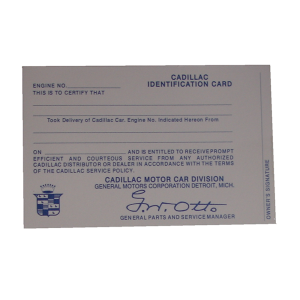 CADILLAC
IDENTIFICATION CARD
ENGINE NO.
THIS IS TO CERTIFY THAT
Took Delivery of Cadillac Car, Engine No. Indicated Hereon From
ON AND IS ENTITLED TO RECEIVE PROMPT
EFFICIENT AND COURTEOUS SERVICE FROM ANY AUTHORIZED
CADILLAC DISTRIBUTOR OR DEALER IN ACCORDANCE WITH THE TERMS
OF THE CADILLAC SERVICE POLICY.
CADILLAC MOTOR CAR DIVISION
GENERAL MOTORS CORPORATION DETROIT, MICH.
GENERAL PARTS AND SERVICE MANAGER
OWNER'S SIGNATURE